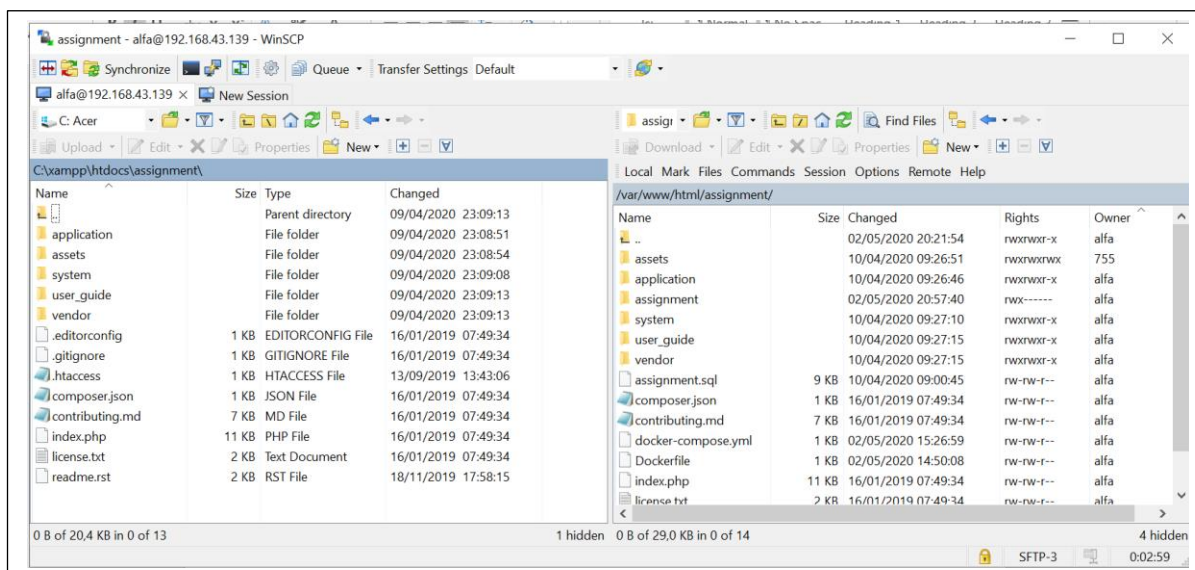 assignment - alfa@192.168.43.139 - WinSCP
Synchronize Queue Transfer Settings Default
alfa@192.168.43.139 × New Session
C: Acer
assigr Find Files
Upload Edit Properties New
Download Edit Properties New
C:\xampp\htdocs\assignment\
Local Mark Files Commands Session Options Remote Help
/var/www/html/assignment/
Name Size Type Changed
.. Parent directory 09/04/2020 23:09:13
application File folder 09/04/2020 23:08:51
assets File folder 09/04/2020 23:08:54
system File folder 09/04/2020 23:09:08
user_guide File folder 09/04/2020 23:09:13
vendor File folder 09/04/2020 23:09:13
.editorconfig 1 KB EDITORCONFIG File 16/01/2019 07:49:34
.gitignore 1 KB GITIGNORE File 16/01/2019 07:49:34
.htaccess 1 KB HTACCESS File 13/09/2019 13:43:06
composer.json 1 KB JSON File 16/01/2019 07:49:34
contributing.md 7 KB MD File 16/01/2019 07:49:34
index.php 11 KB PHP File 16/01/2019 07:49:34
license.txt 2 KB Text Document 16/01/2019 07:49:34
readme.rst 2 KB RST File 18/11/2019 17:58:15
Name Size Changed Rights Owner
.. 02/05/2020 20:21:54 rwxrwxr-x alfa
assets 10/04/2020 09:26:51 rwxrwxrwx 755
application 10/04/2020 09:26:46 rwxrwxr-x alfa
assignment 02/05/2020 20:57:40 rwx------ alfa
system 10/04/2020 09:27:10 rwxrwxr-x alfa
user_guide 10/04/2020 09:27:15 rwxrwxr-x alfa
vendor 10/04/2020 09:27:15 rwxrwxr-x alfa
assignment.sql 9 KB 10/04/2020 09:00:45 rw-rw-r-- alfa
composer.json 1 KB 16/01/2019 07:49:34 rw-rw-r-- alfa
contributing.md 7 KB 16/01/2019 07:49:34 rw-rw-r-- alfa
docker-compose.yml 1 KB 02/05/2020 15:26:59 rw-rw-r-- alfa
Dockerfile 1 KB 02/05/2020 14:50:08 rw-rw-r-- alfa
index.php 11 KB 16/01/2019 07:49:34 rw-rw-r-- alfa
license.txt 2 KB 16/01/2019 07:49:34 rw-rw-r-- alfa
0 B of 20,4 KB in 0 of 13 1 hidden
0 B of 29,0 KB in 0 of 14 4 hidden
SFTP-3 0:02:59